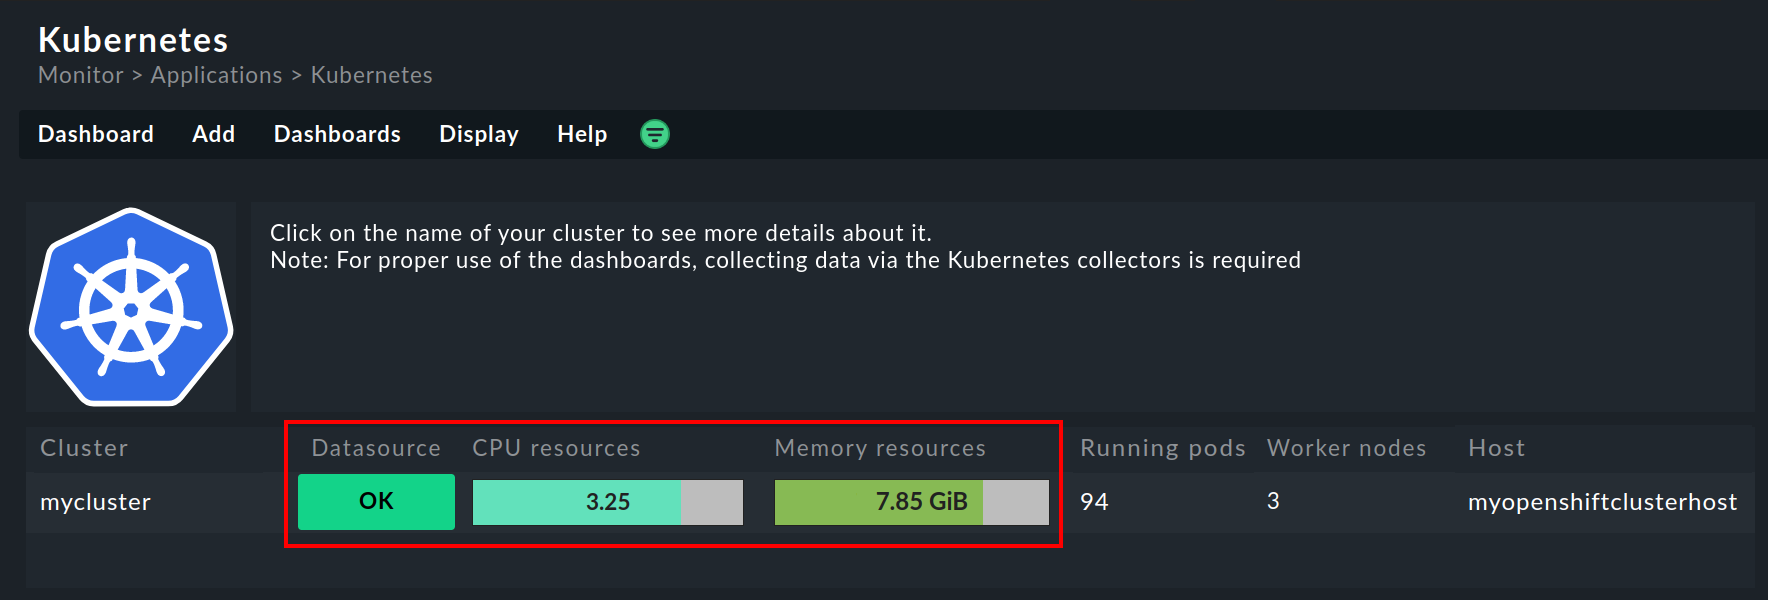 Kubernetes
Monitor > Applications > Kubernetes
Dashboard Add Dashboards Display Help
Click on the name of your cluster to see more details about it.
Note: For proper use of the dashboards, collecting data via the Kubernetes collectors is required
Cluster Datasource CPU resources Memory resources Running pods Worker nodes Host
mycluster OK 3.25 7.85 GiB 94 3 myopenshiftclusterhost